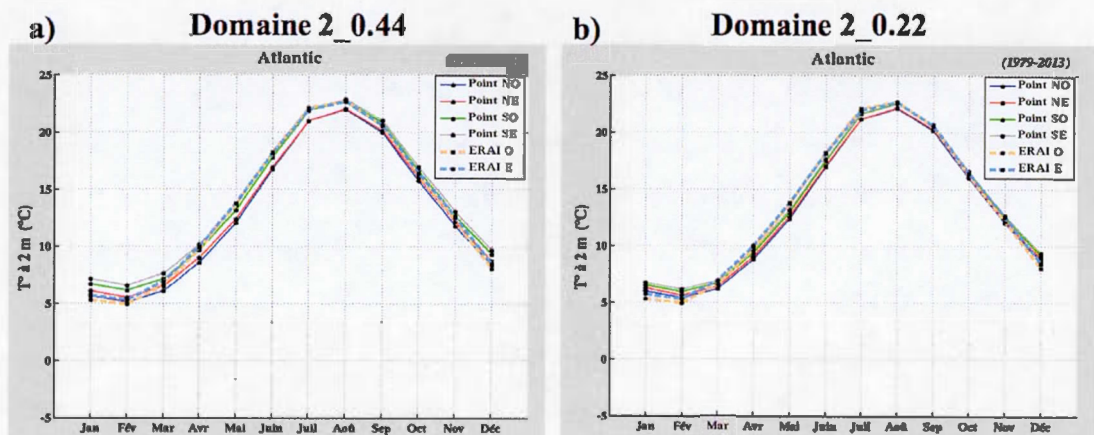 a) Domaine 2_0.44
Atlantic
25
20
15
10
5
0
-5
T° à 2 m (°C)
Point NO
Point NE
Point SO
Point SE
ERAI O
ERAI E
Jan Fév Mar Avr Mai Juin Juil Aoû Sep Oct Nov Déc
b) Domaine 2_0.22
Atlantic (1979-2013)
25
20
15
10
5
0
-5
T° à 2 m (°C)
Point NO
Point NE
Point SO
Point SE
ERAI O
ERAI E
Jan Fév Mar Avr Mai Juin Juil Aoû Sep Oct Nov Déc